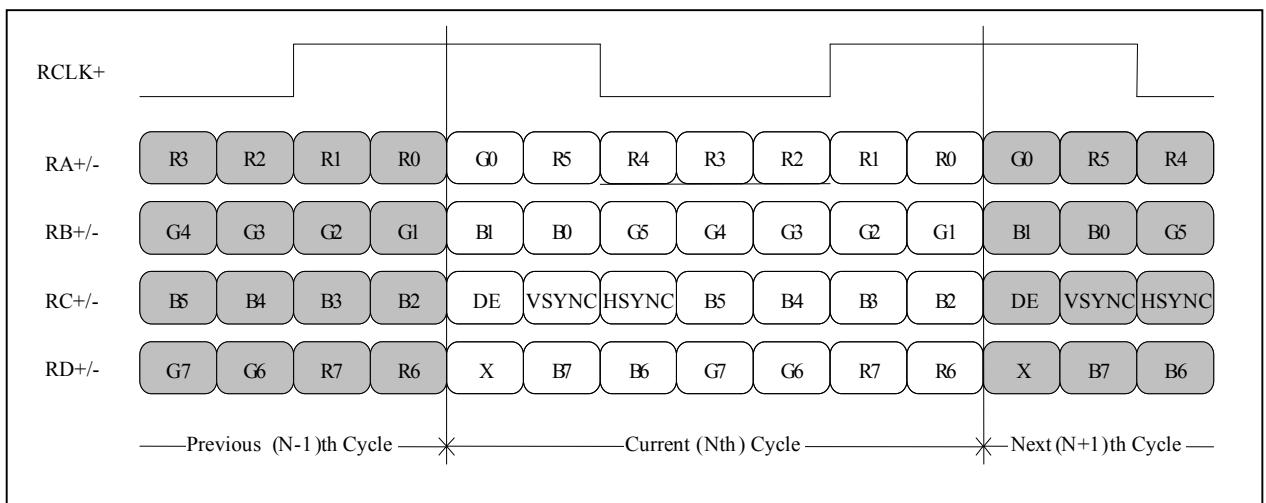 RCLK+
RA+/- R3 R2 R1 R0 G0 R5 R4 R3 R2 R1 R0 G0 R5 R4
RB+/- G4 G3 G2 G1 B1 B0 G5 G4 G3 G2 G1 B1 B0 G5
RC+/- B5 B4 B3 B2 DE VSYNC HSYNC B5 B4 B3 B2 DE VSYNC HSYNC
RD+/- G7 G6 R7 R6 X B7 B6 G7 G6 R7 R6 X B7 B6
Previous (N-1)th Cycle Current (Nth) Cycle Next (N+1)th Cycle